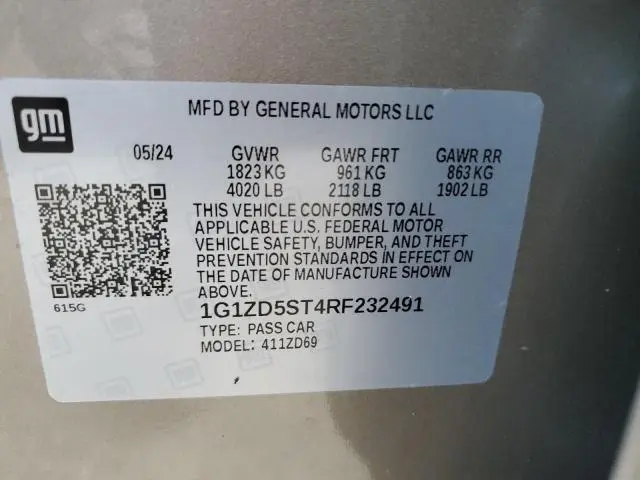 gm
MFD BY GENERAL MOTORS LLC
05/24 GVWR GAWR FRT GAWR RR
1823 KG 961 KG 863 KG
4020 LB 2118 LB 1902 LB
THIS VEHICLE CONFORMS TO ALL
APPLICABLE U.S. FEDERAL MOTOR
VEHICLE SAFETY, BUMPER, AND THEFT
PREVENTION STANDARDS IN EFFECT ON
THE DATE OF MANUFACTURE SHOWN
ABOVE.
615G
1G1ZD5ST4RF232491
TYPE: PASS CAR
MODEL: 411ZD69